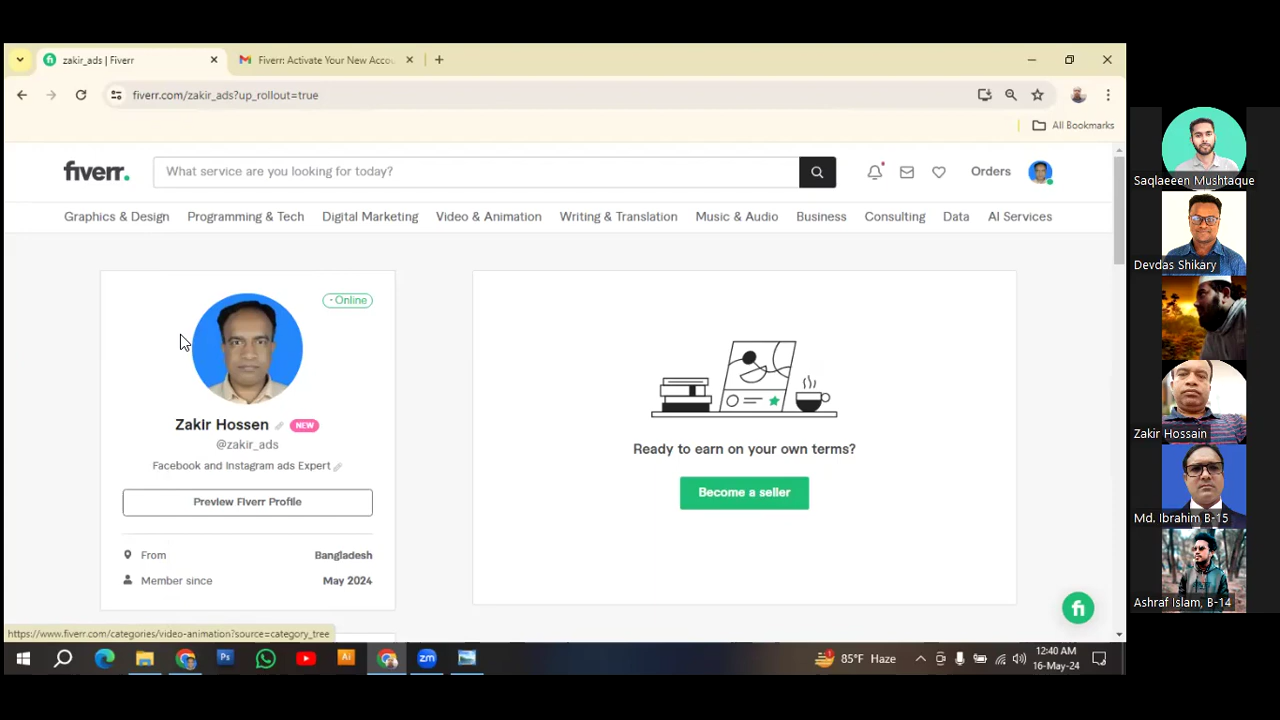 zakir_ads | Fiverr
Fiverr: Activate Your New Accou
fiverr.com/zakir_ads?up_rollout=true
All Bookmarks
fiverr.
What service are you looking for today?
Orders
Graphics & Design
Programming & Tech
Digital Marketing
Video & Animation
Writing & Translation
Music & Audio
Business
Consulting
Data
AI Services
Online
Zakir Hossen
NEW
@zakir_ads
Facebook and Instagram ads Expert
Preview Fiverr Profile
From
Bangladesh
Member since
May 2024
Ready to earn on your own terms?
Become a seller
fi
https://www.fiverr.com/categories/video-animation?source=category_tree
Ps
Ai
zm
85°F Haze
12:40 AM
16-May-24
Saqlaeeen Mushtaque
Devdas Shikary
Zakir Hossain
Md. Ibrahim B-15
Ashraf Islam, B-14